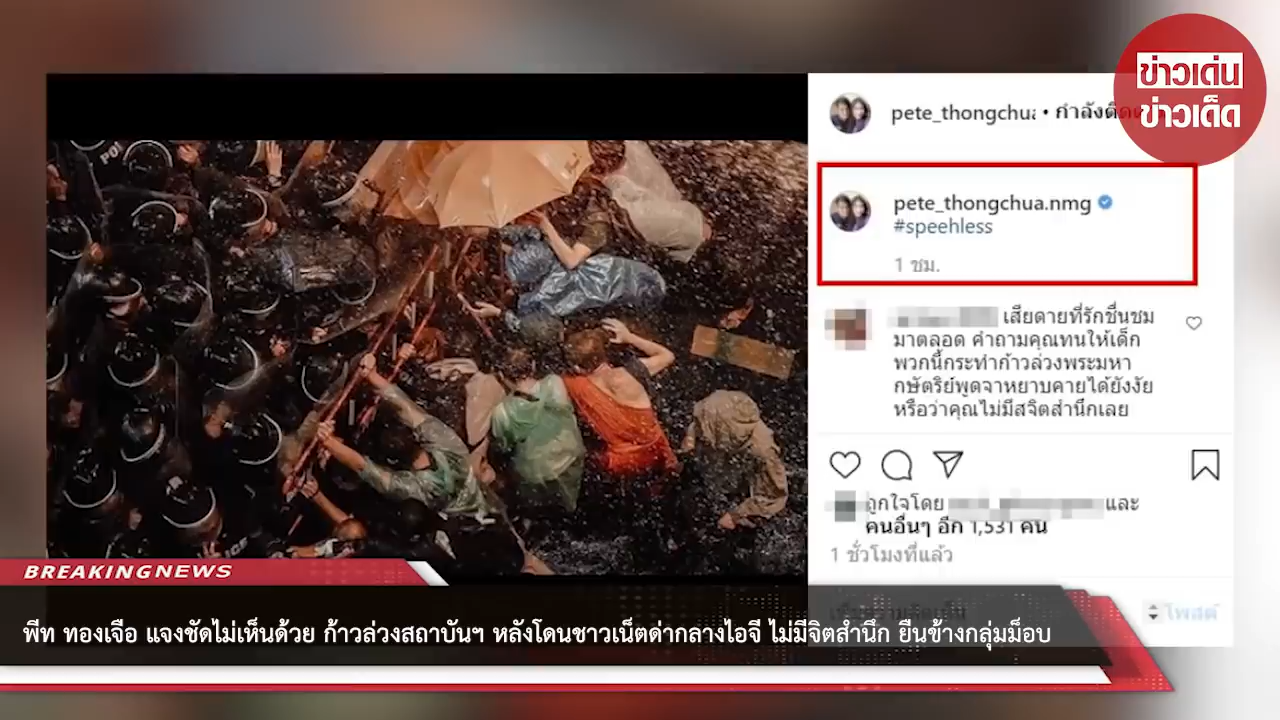 ข่าวเด่น
ข่าวเด็ด
pete_thongchua • กำลังติด
pete_thongchua.nmg
#speehless
1 ชม.
เสียดายที่รักชื่นชม
มาตลอด คำถามคุณทนให้เด็ก
พวกนี้กระทำก้าวล่วงพระมหา
กษัตริย์พูดจาหยาบคายได้ยังงัย
หรือว่าคุณไม่มีสจิตสำนึกเลย
ถูกใจโดย และ
คนอื่นๆ อีก 1,531 คน
1 ชั่วโมงที่แล้ว
โพสต์
BREAKING NEWS
พีท ทองเจือ แจงชัดไม่เห็นด้วย ก้าวล่วงสถาบันฯ หลังโดนชาวเน็ตด่ากลางไอจี ไม่มีจิตสำนึก ยืนข้างกลุ่มม็อบ